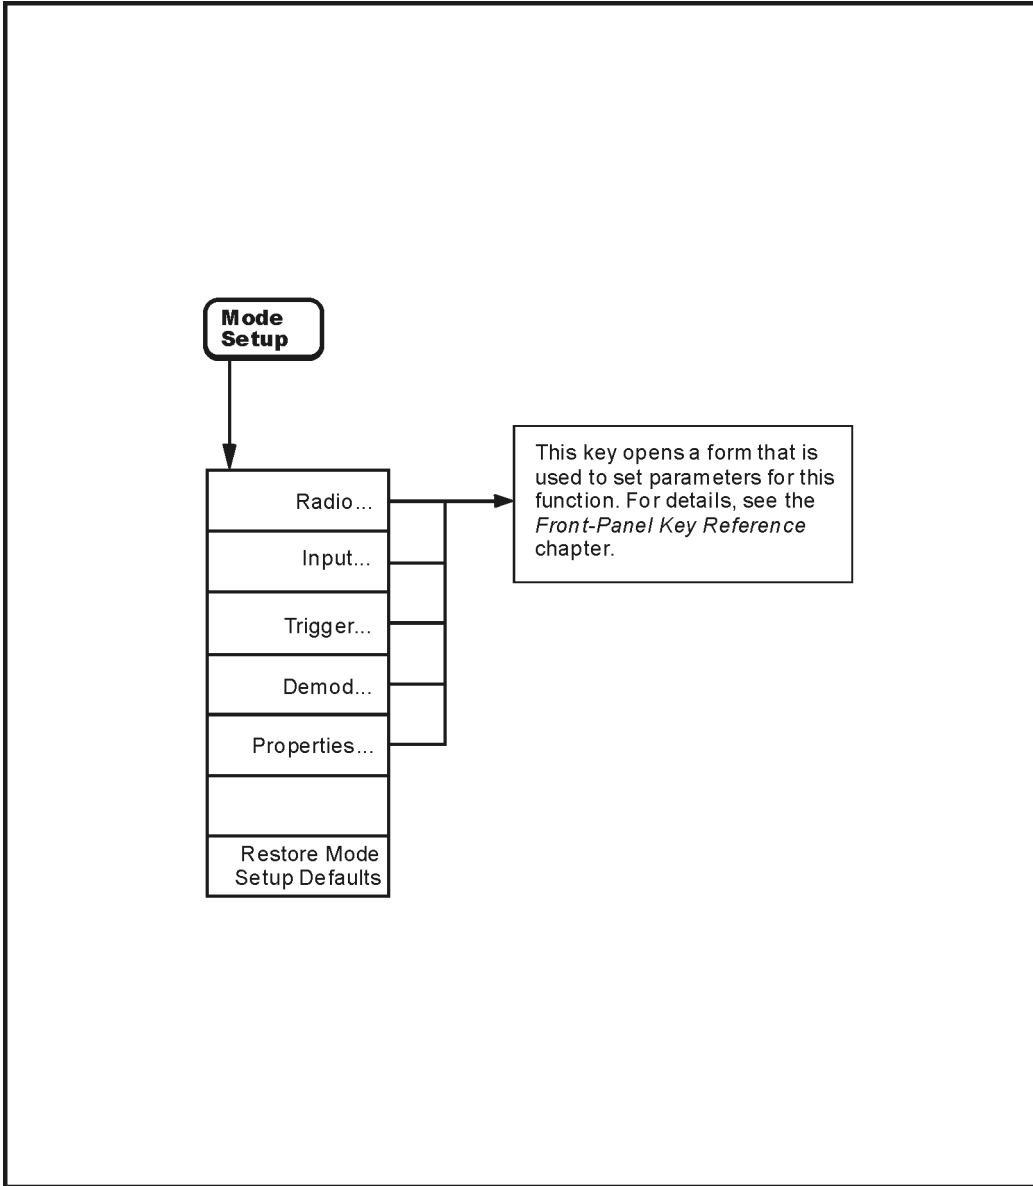 Mode
Setup
Radio...
Input...
Trigger...
Demod...
Properties...
Restore Mode
Setup Defaults
This key opens a form that is
used to set parameters for this
function. For details, see the
Front-Panel Key Reference
chapter.